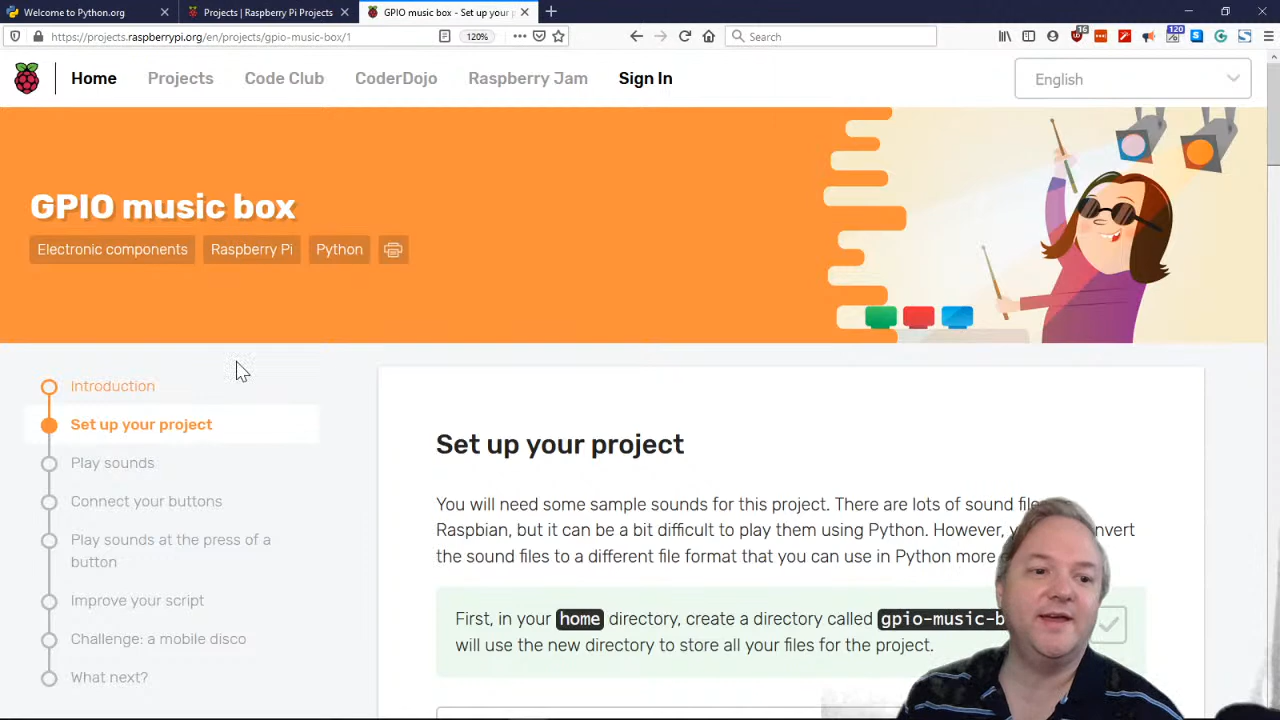 Welcome to Python.org
Projects | Raspberry Pi Projects
GPIO music box - Set up your p
https://projects.raspberrypi.org/en/projects/gpio-music-box/1
120%
Search
16
120
Home
Projects
Code Club
CoderDojo
Raspberry Jam
Sign In
English
GPIO music box
Electronic components
Raspberry Pi
Python
Introduction
Set up your project
Play sounds
Connect your buttons
Play sounds at the press of a
button
Improve your script
Challenge: a mobile disco
What next?
Set up your project
You will need some sample sounds for this project. There are lots of sound file
Raspbian, but it can be a bit difficult to play them using Python. However, y nvert
the sound files to a different file format that you can use in Python more
First, in your home directory, create a directory called gpio-music-b
will use the new directory to store all your files for the project.